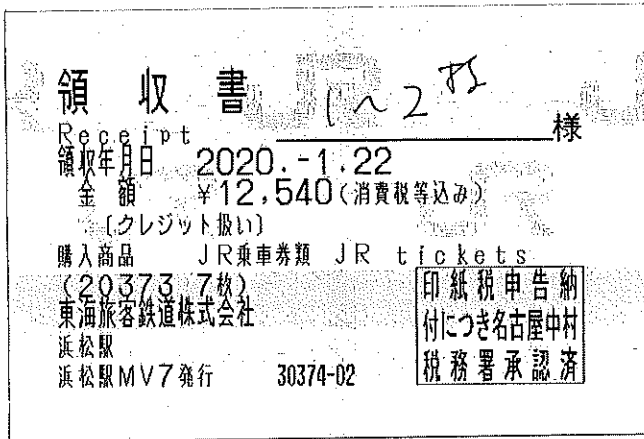 領収書
Receipt 1～2 様
領収年月日 2020.-1.22
金額 ¥12,540(消費税等込み)
(クレジット扱い)
購入商品 JR乗車券類 JR tickets
(20373 7枚)
東海旅客鉄道株式会社
浜松駅
浜松駅MV7発行 30374-02
印紙税申告納
付につき名古屋中村
税務署承認済